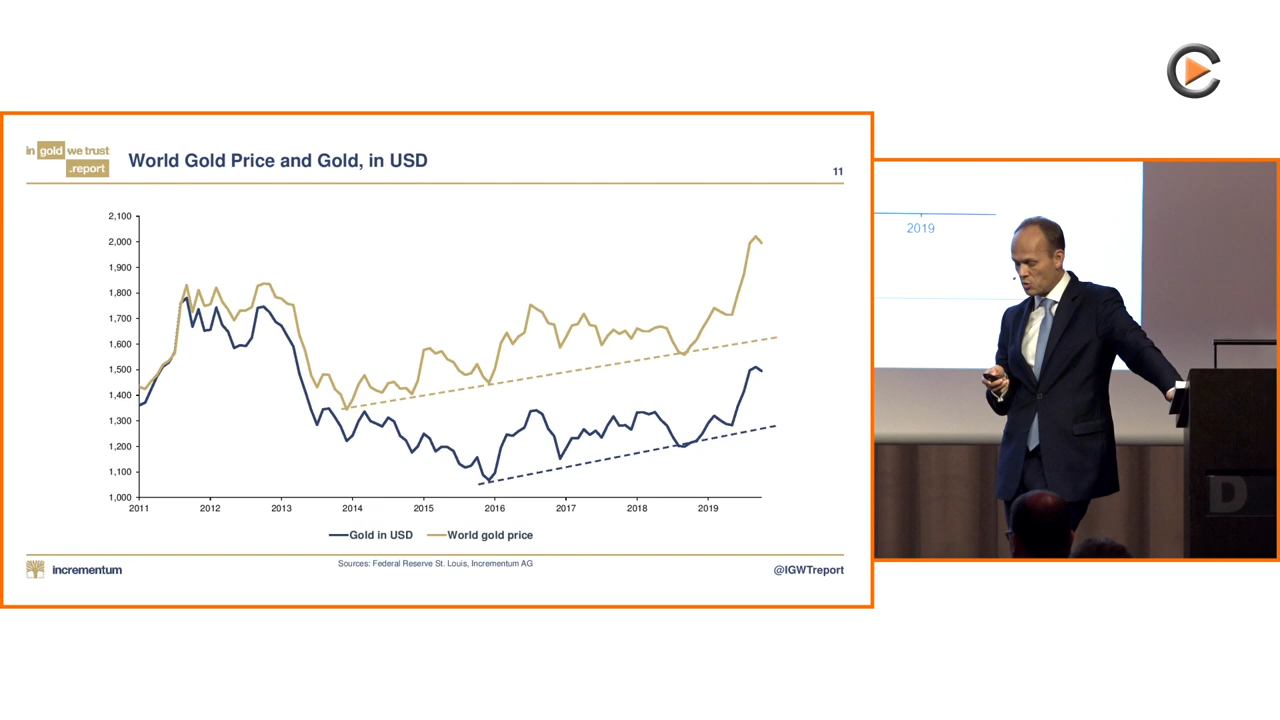 in gold we trust
.report
World Gold Price and Gold, in USD
11
2,100
2,000
1,900
1,800
1,700
1,600
1,500
1,400
1,300
1,200
1,100
1,000
2011 2012 2013 2014 2015 2016 2017 2018 2019
Gold in USD World gold price
Sources: Federal Reserve St. Louis, Incrementum AG
incrementum
@IGWTreport
2019
D